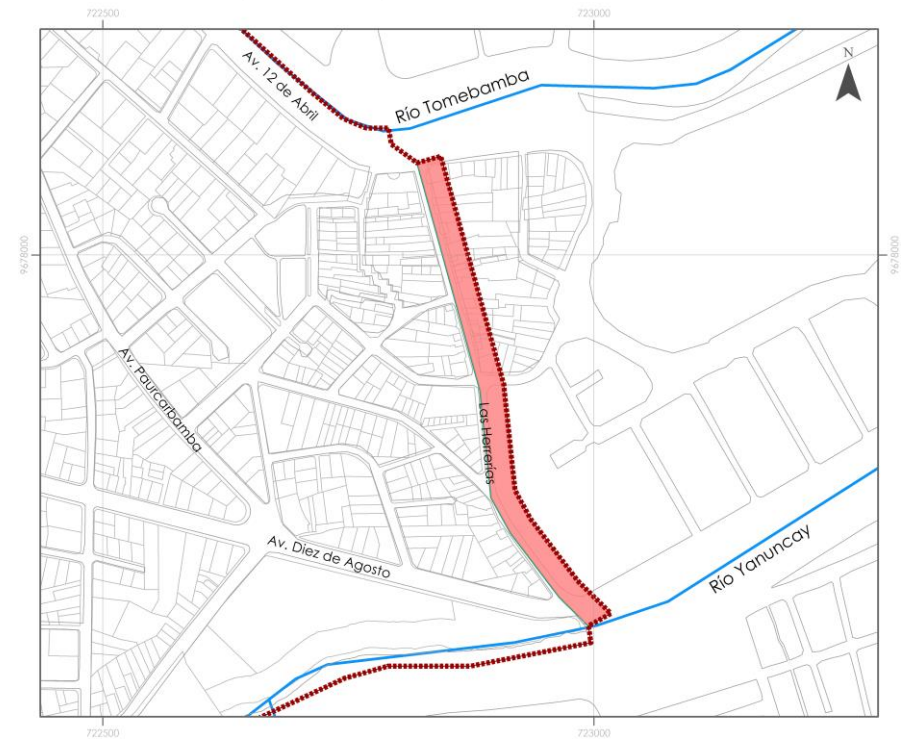 722500
723000
N
Av. 12 de Abril
Río Tomebamba
9678000
9678000
Av. Paurcarbamba
Las Herrerías
Av. Diez de Agosto
Río Yanuncay
722500
723000